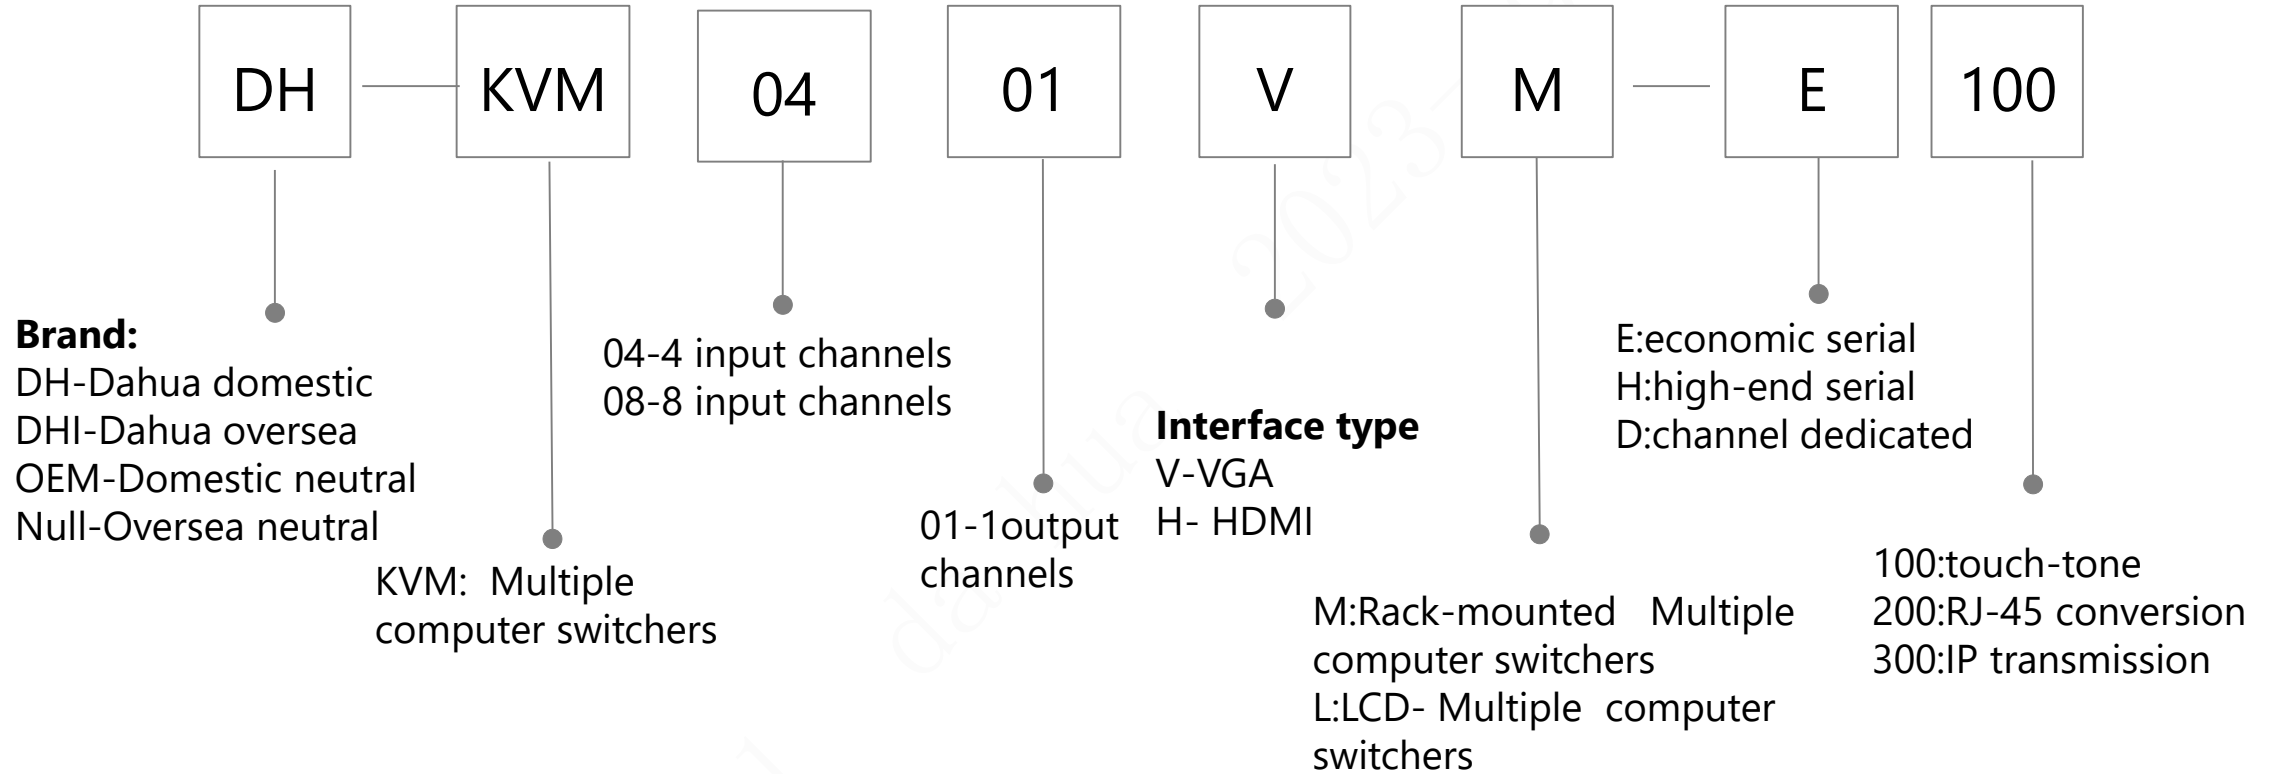 DH
KVM
04
01
V
M
E
100
Brand:
DH-Dahua domestic
DHI-Dahua oversea
OEM-Domestic neutral
Null-Oversea neutral
KVM: Multiple
computer switchers
04-4 input channels
08-8 input channels
01-1output
channels
Interface type
V-VGA
H- HDMI
M:Rack-mounted Multiple
computer switchers
L:LCD- Multiple computer
switchers
E:economic serial
H:high-end serial
D:channel dedicated
100:touch-tone
200:RJ-45 conversion
300:IP transmission
dahua 2023-